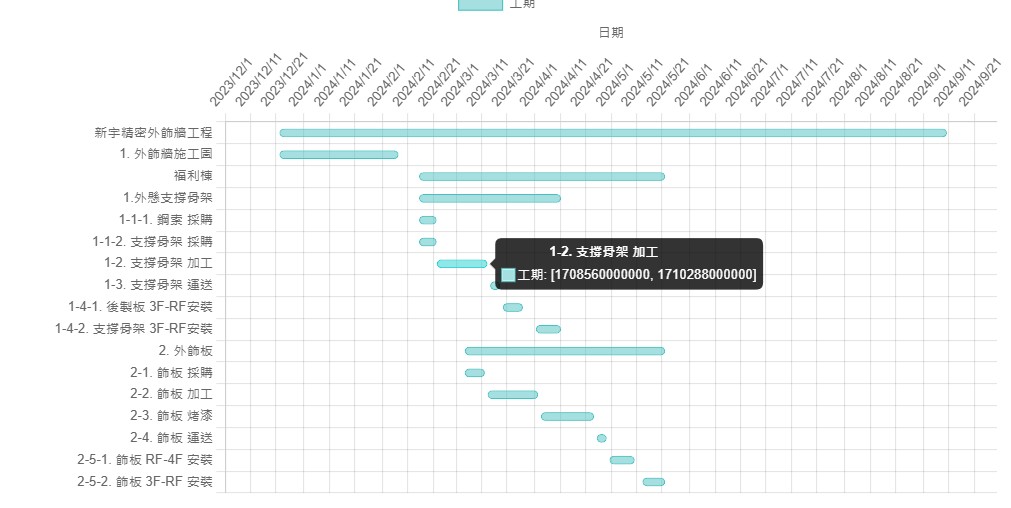 工期
日期
2023/12/1
2023/12/11
2023/12/21
2024/1/1
2024/1/11
2024/1/21
2024/2/1
2024/2/11
2024/2/21
2024/3/1
2024/3/11
2024/3/21
2024/4/1
2024/4/11
2024/4/21
2024/5/1
2024/5/11
2024/5/21
2024/6/1
2024/6/11
2024/6/21
2024/7/1
2024/7/11
2024/7/21
2024/8/1
2024/8/11
2024/8/21
2024/9/1
2024/9/11
2024/9/21
新宇精密外飾牆工程
1. 外飾牆施工圖
福利棟
1.外懸支撐骨架
1-1-1. 鋼索 採購
1-1-2. 支撐骨架 採購
1-2. 支撐骨架 加工
1-2. 支撐骨架 加工
工期: [1708560000000, 1710288000000]
1-3. 支撐骨架 運送
1-4-1. 後製板 3F-RF安裝
1-4-2. 支撐骨架 3F-RF安裝
2. 外飾板
2-1. 飾板 採購
2-2. 飾板 加工
2-3. 飾板 烤漆
2-4. 飾板 運送
2-5-1. 飾板 RF-4F 安裝
2-5-2. 飾板 3F-RF 安裝